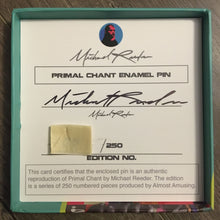 Michael Reeder
PRIMAL CHANT ENAMEL PIN
Michael Reeder
Michael Reeder
/250
EDITION NO.
This card certifies that the enclosed pin is an authentic
reproduction of Primal Chant by Michael Reeder. The edition
is a series of 250 numbered pieces produced by Almost Amusing.